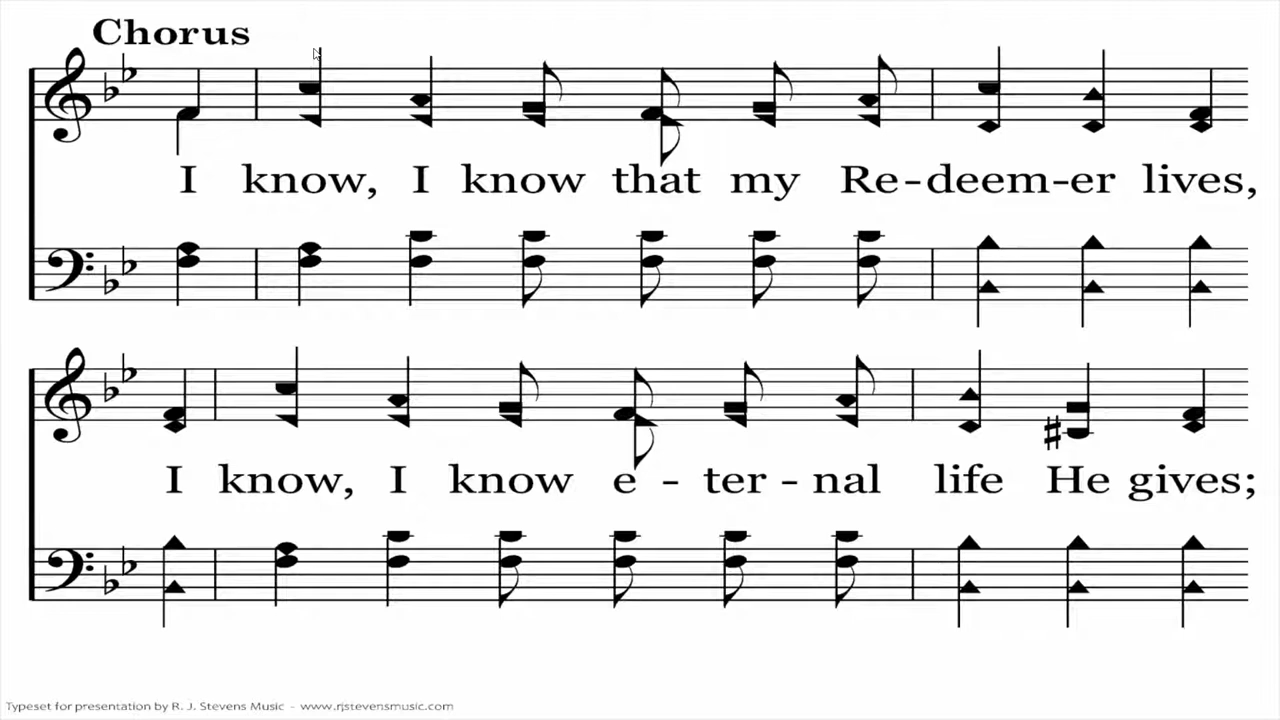 Chorus
I know, I know that my Re-deem-er lives,
I know, I know e - ter - nal life He gives;
Typeset for presentation by R. J. Stevens Music - www.rjstevensmusic.com